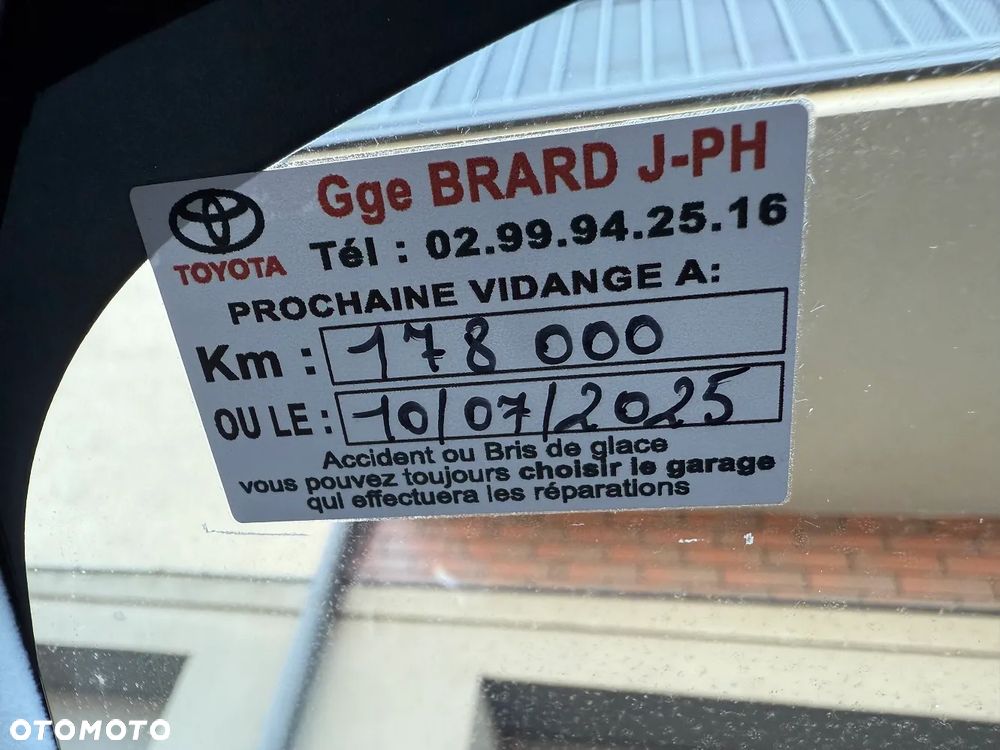 Gge BRARD J-PH
TOYOTA
Tél : 02.99.94.25.16
PROCHAINE VIDANGE A:
Km : 178 000
OU LE : 10/07/2025
Accident ou Bris de glace
vous pouvez toujours choisir le garage
qui effectuera les réparations
OTOMOTO